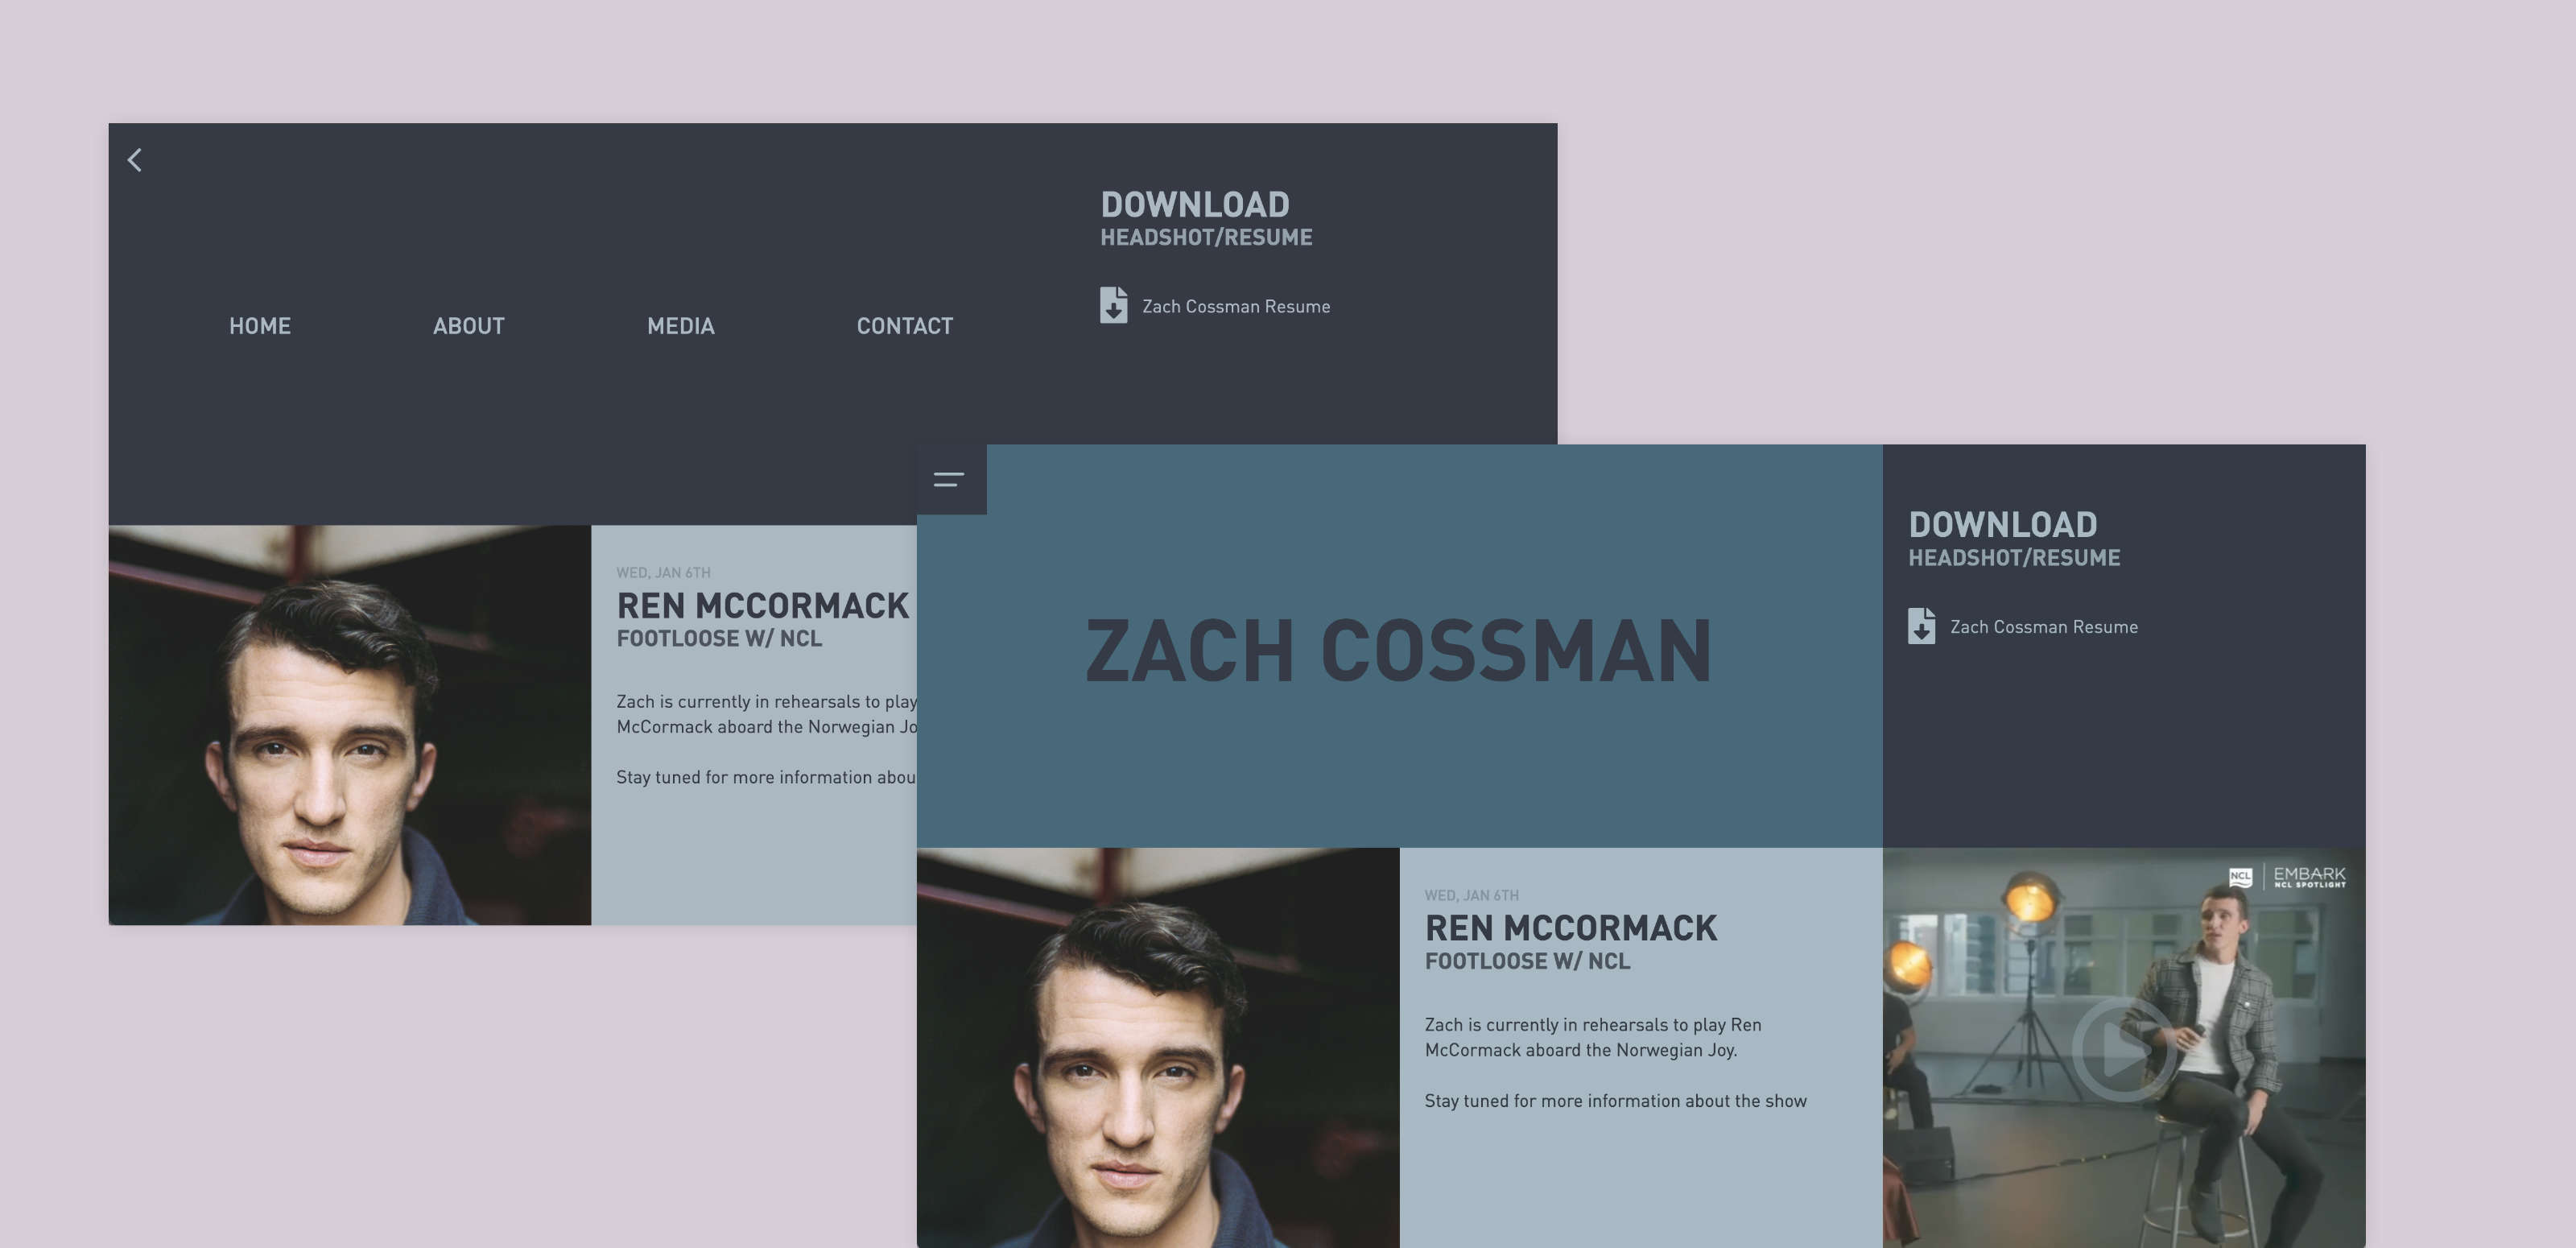 DOWNLOAD
HEADSHOT/RESUME
Zach Cossman Resume
HOME
ABOUT
MEDIA
CONTACT
WED, JAN 6TH
REN MCCORMACK
FOOTLOOSE W/ NCL
Zach is currently in rehearsals to play
McCormack aboard the Norwegian Jo
Stay tuned for more information abou
ZACH COSSMAN
DOWNLOAD
HEADSHOT/RESUME
Zach Cossman Resume
WED, JAN 6TH
REN MCCORMACK
FOOTLOOSE W/ NCL
Zach is currently in rehearsals to play Ren
McCormack aboard the Norwegian Joy.
Stay tuned for more information about the show
NCL
EMBARK
NCL SPOTLIGHT